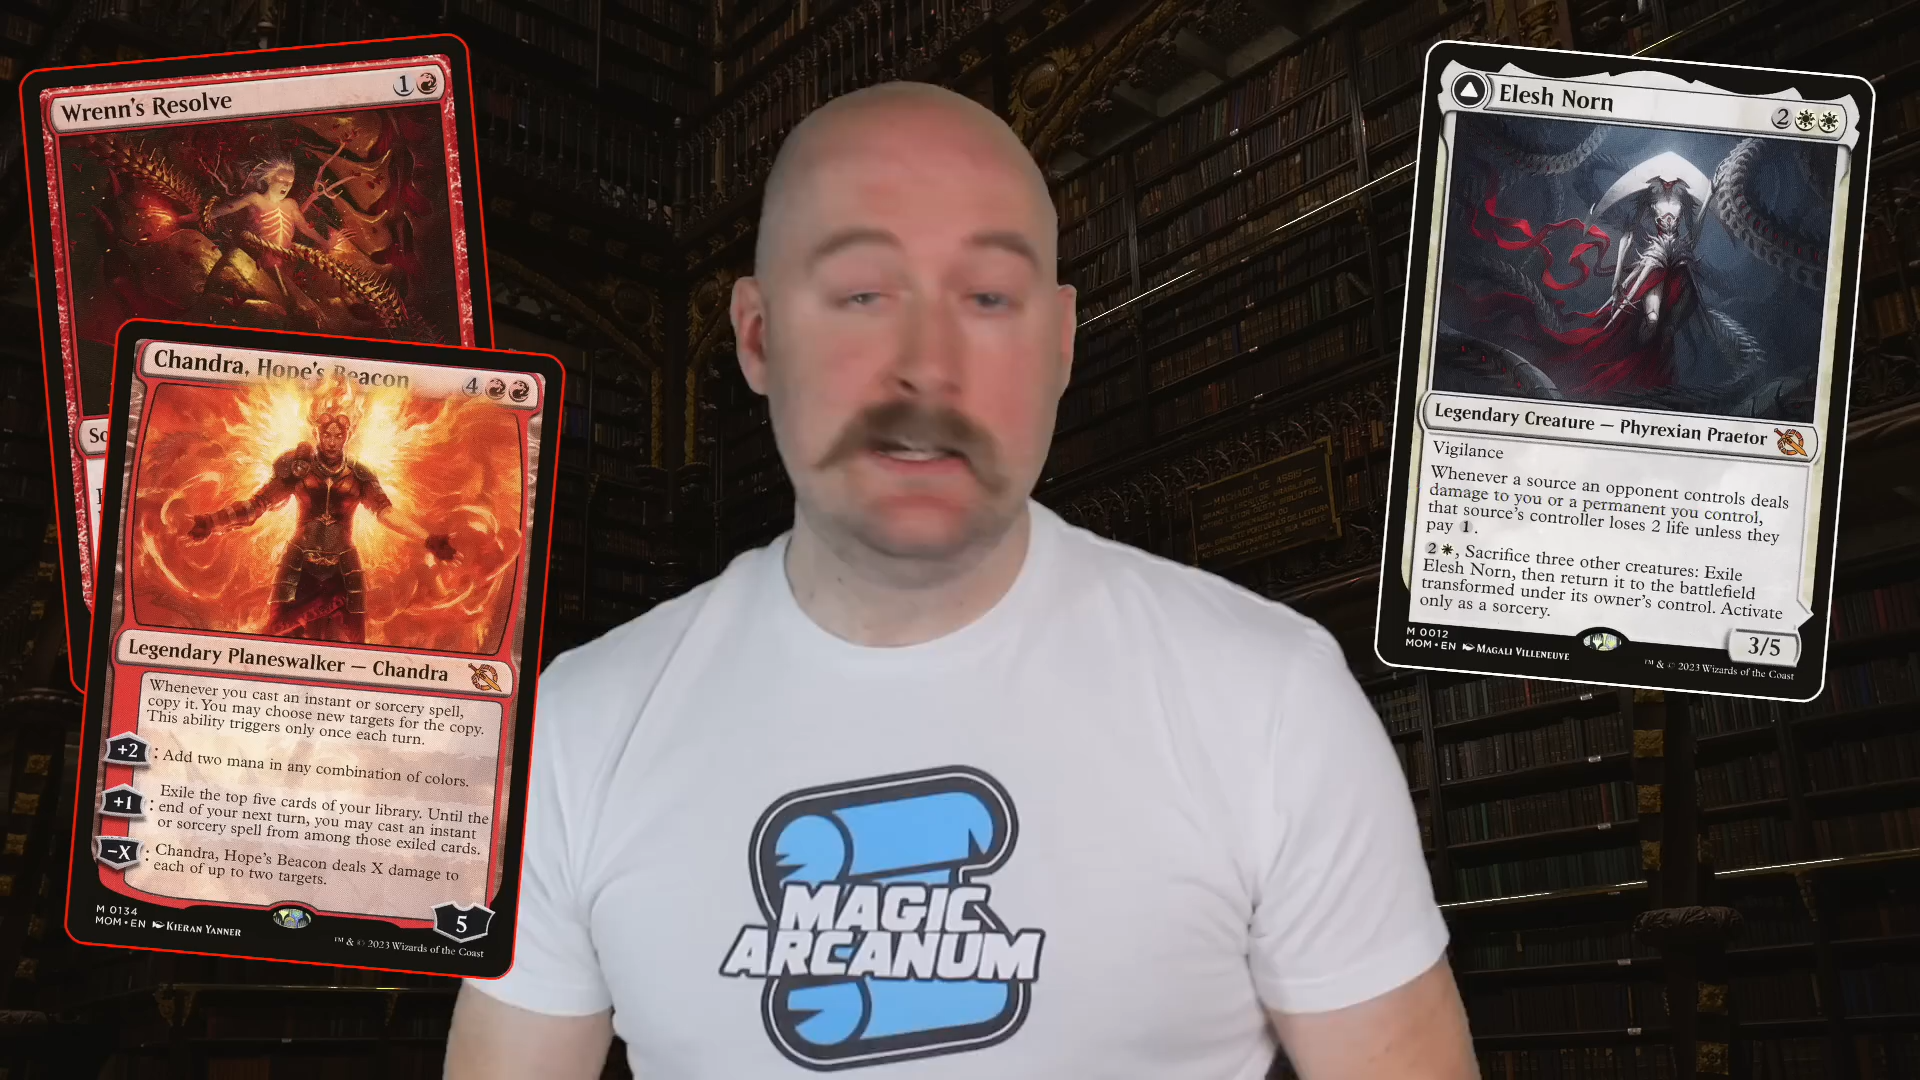 Wrenn's Resolve
1
So
Chandra, Hope's Beacon
4
Legendary Planeswalker — Chandra
Whenever you cast an instant or sorcery spell,
copy it. You may choose new targets for the copy.
This ability triggers only once each turn.
+2 : Add two mana in any combination of colors.
+1 : Exile the top five cards of your library. Until the
end of your next turn, you may cast an instant
or sorcery spell from among those exiled cards.
−X : Chandra, Hope's Beacon deals X damage to
each of up to two targets.
5
M 0134
MOM • EN KIERAN YANNER
™ & © 2023 Wizards of the Coast
MAGIC
ARCANUM
Elesh Norn
2
Legendary Creature — Phyrexian Praetor
Vigilance
Whenever a source an opponent controls deals
damage to you or a permanent you control,
that source's controller loses 2 life unless they
pay 1.
2, Sacrifice three other creatures: Exile
Elesh Norn, then return it to the battlefield
transformed under its owner's control. Activate
only as a sorcery.
3/5
M 0012
MOM • EN MAGALI VILLENEUVE
™ & © 2023 Wizards of the Coast